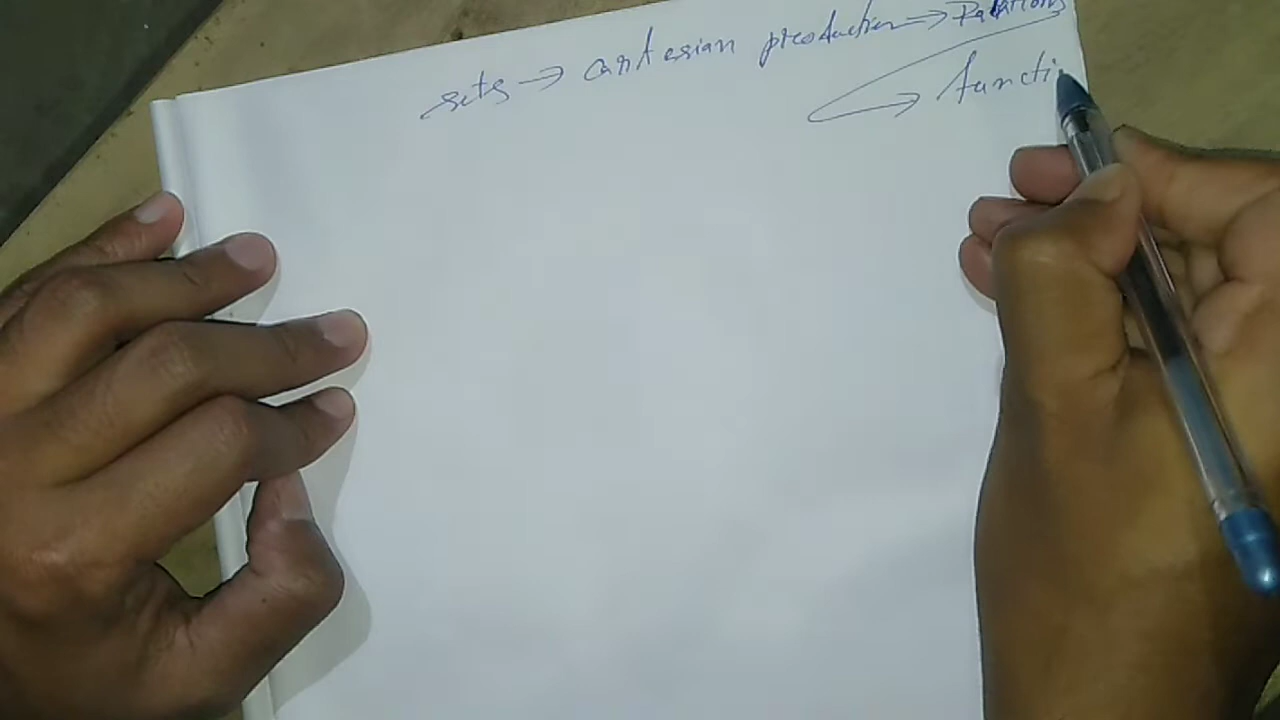 sets → cartesian production → Relations
→ functi